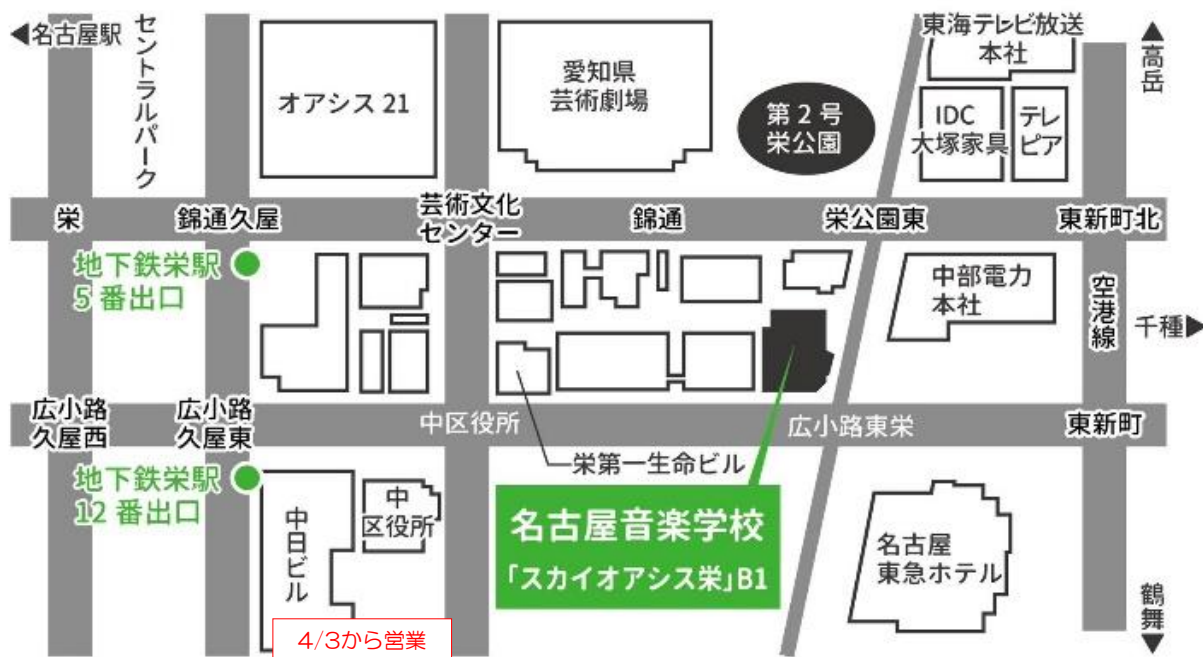 ◀名古屋駅
セントラルパーク
オアシス 21
愛知県
芸術劇場
第 2 号
栄公園
東海テレビ放送
本社
IDC
大塚家具
テレ
ピア
▲
高岳
栄
錦通久屋
芸術文化
センター
錦通
栄公園東
東新町北
地下鉄栄駅
5 番出口
中部電力
本社
空港線
千種▶
広小路
久屋西
広小路
久屋東
中区役所
広小路東栄
東新町
地下鉄栄駅
12 番出口
栄第一生命ビル
中日ビル
中
区役所
名古屋音楽学校
「スカイオアシス栄」B1
名古屋
東急ホテル
鶴舞
▼
4/3から営業